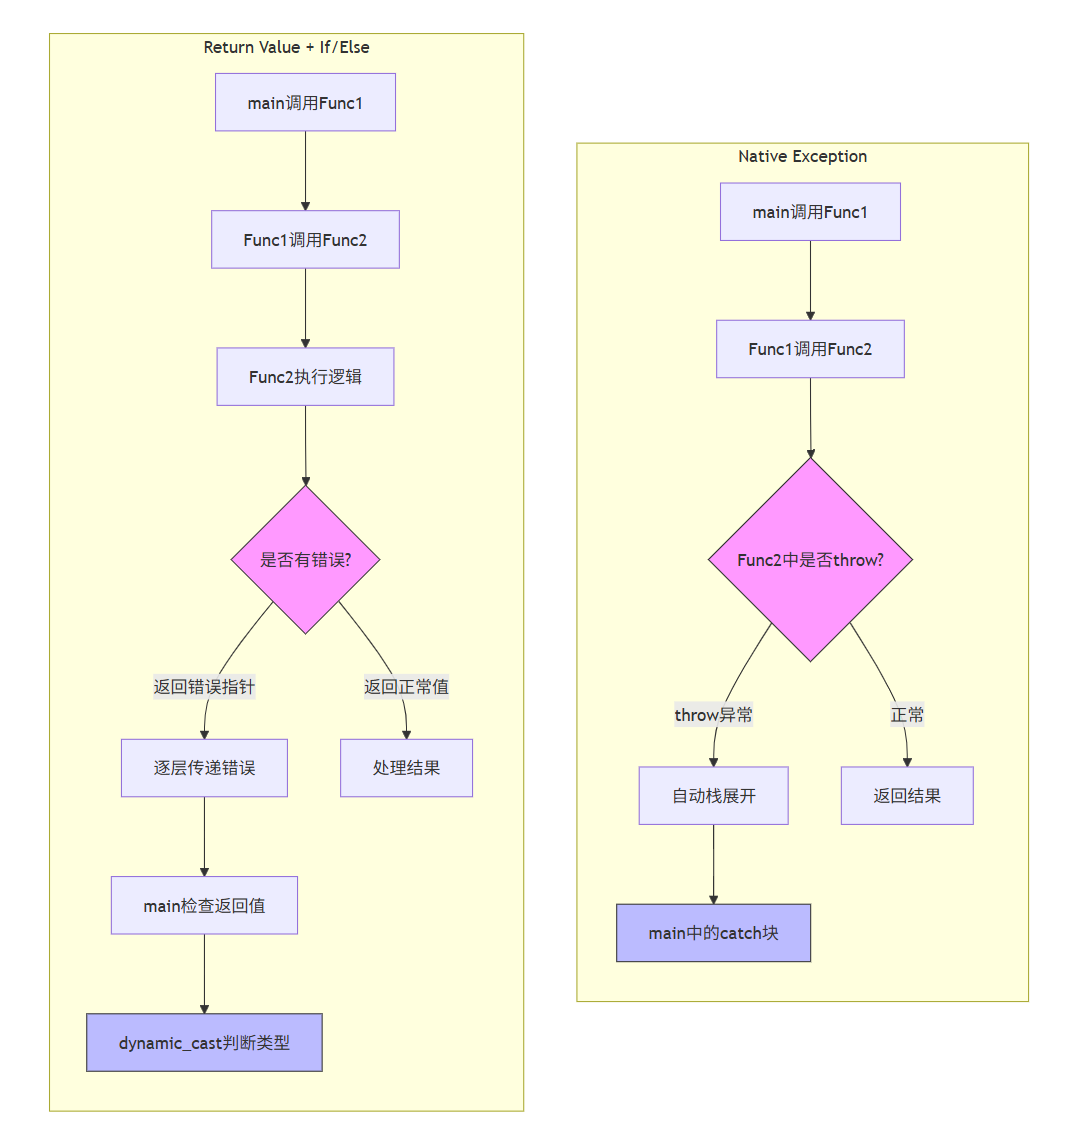 Return Value + If/Else
main调用Func1
Func1调用Func2
Func2执行逻辑
是否有错误?
返回错误指针
返回正常值
逐层传递错误
处理结果
main检查返回值
dynamic_cast判断类型
Native Exception
main调用Func1
Func1调用Func2
Func2中是否throw?
throw异常
正常
自动栈展开
返回结果
main中的catch块